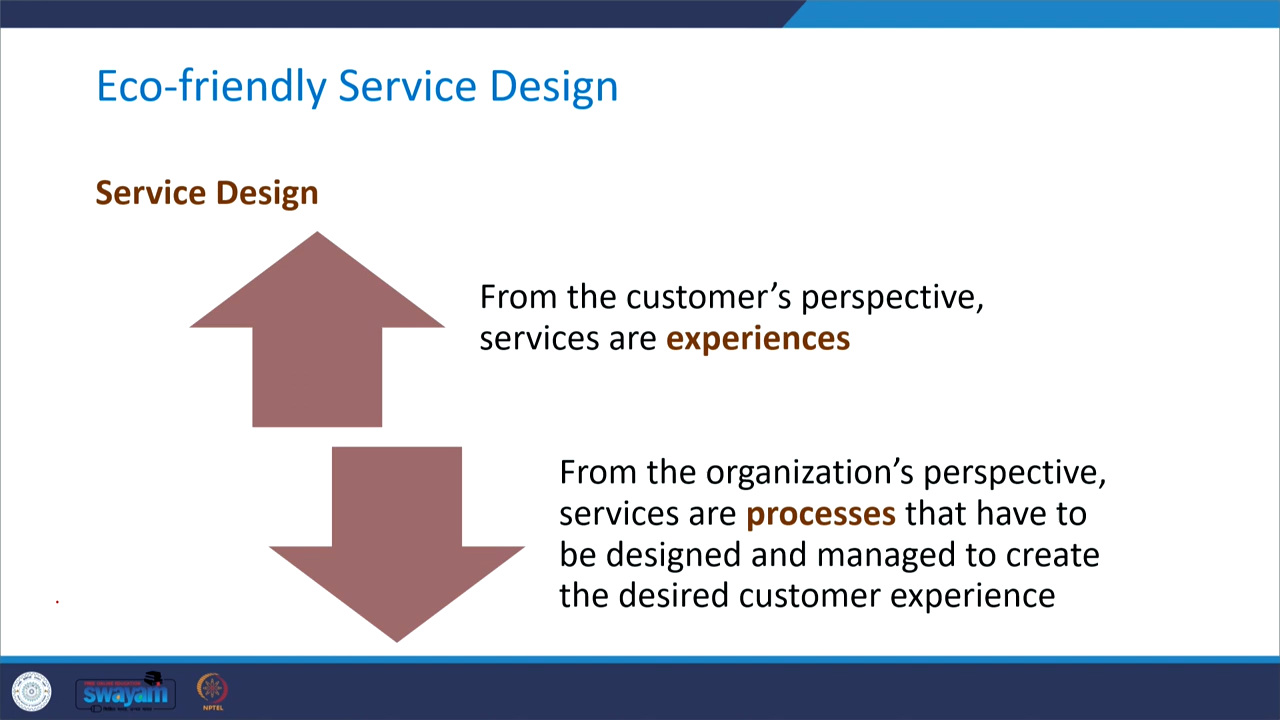 Eco-friendly Service Design
Service Design
From the customer’s perspective,
services are experiences
From the organization’s perspective,
services are processes that have to
be designed and managed to create
the desired customer experience
swayam
NPTEL